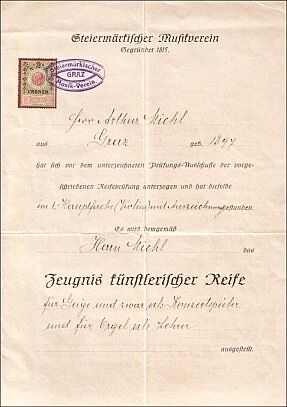 Steiermärkischer Musikverein
Gegründet 1815.
2
KRONEN
Steiermärkischer
GRAZ
Musik-Verein
Herr Arthur Michl
aus Graz geb. 1897
hat sich vor dem unterzeichneten Prüfungs-Ausschusse der vorge-
schriebenen Reifeprüfung unterzogen und hat dieselbe
im 1. Hauptfache (Violine) mit Auszeichnung bestanden.
Es wird demgemäß
Herrn Michl das
Zeugnis künstlerischer Reife
für Geige und zwar als Konzertspieler
und für Orgel als Lehrer
ausgestellt.